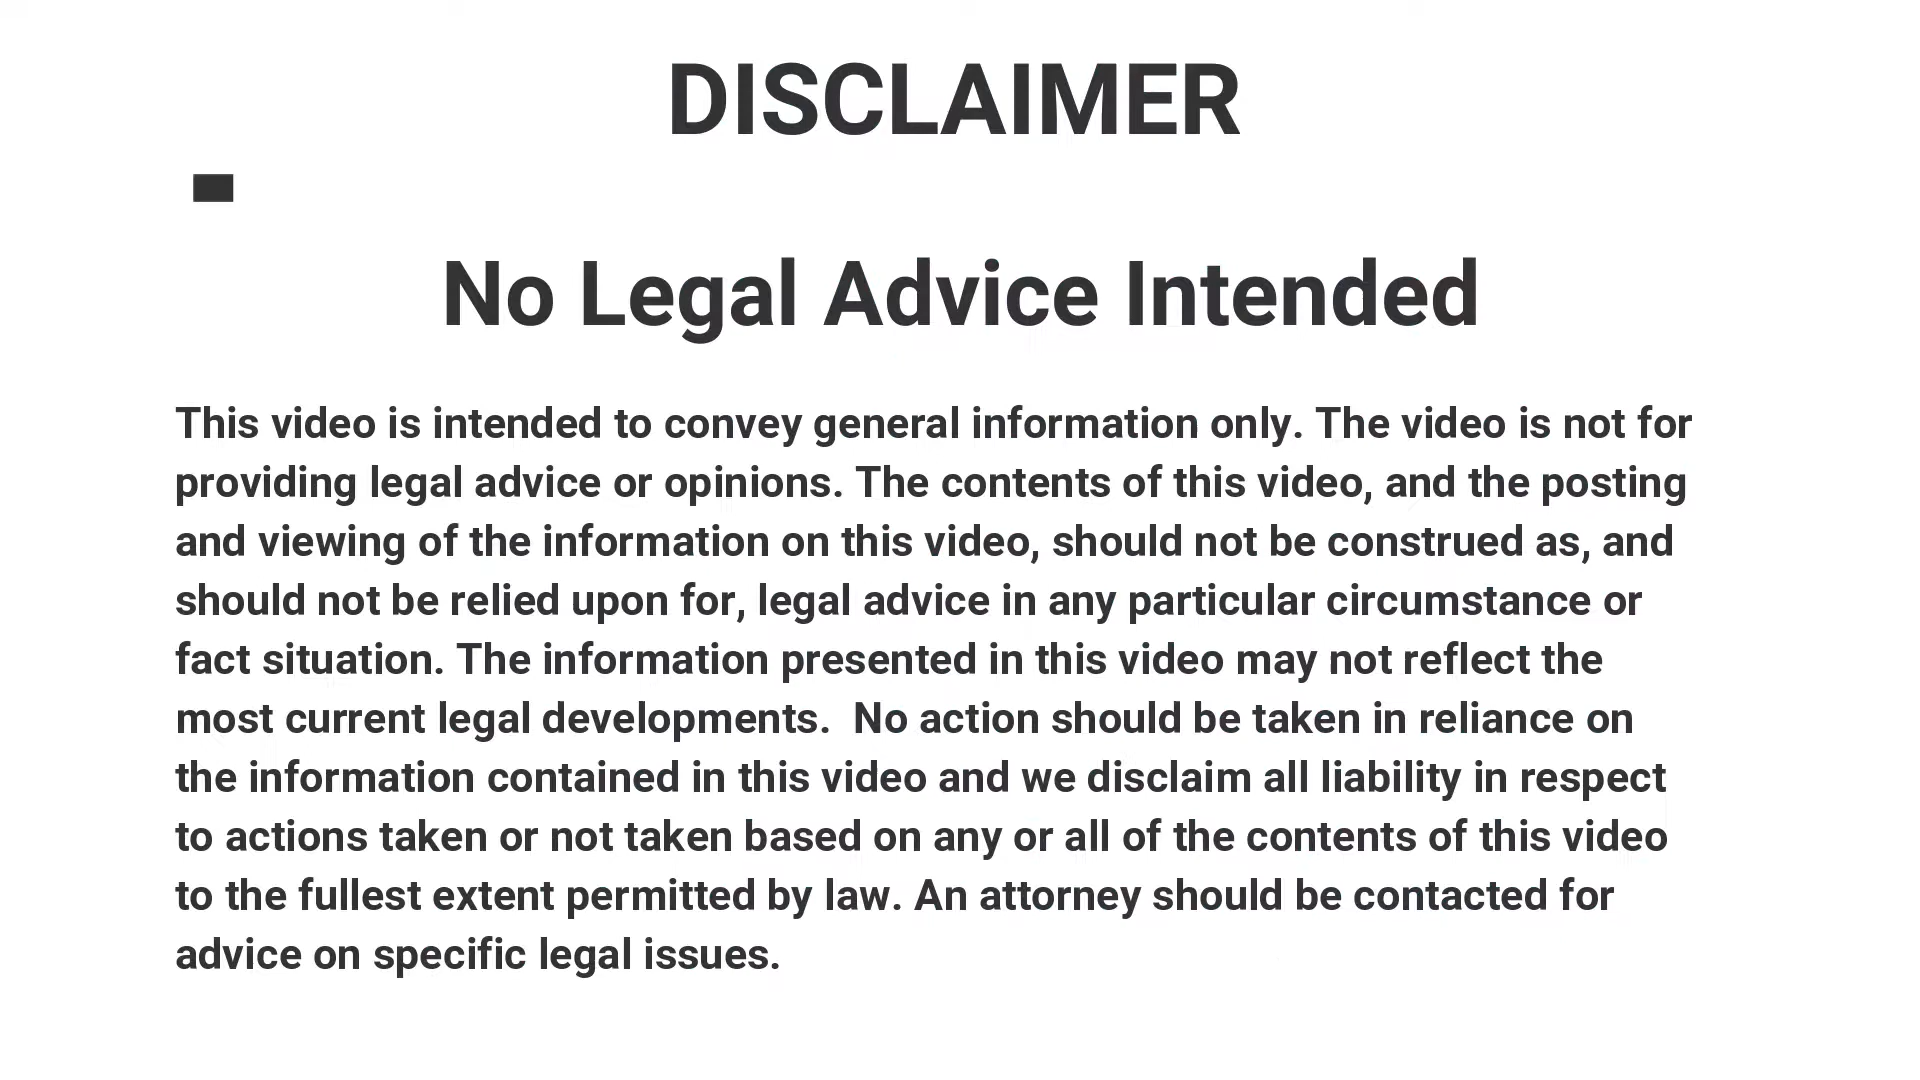 DISCLAIMER
No Legal Advice Intended
This video is intended to convey general information only. The video is not for
providing legal advice or opinions. The contents of this video, and the posting
and viewing of the information on this video, should not be construed as, and
should not be relied upon for, legal advice in any particular circumstance or
fact situation. The information presented in this video may not reflect the
most current legal developments.  No action should be taken in reliance on
the information contained in this video and we disclaim all liability in respect
to actions taken or not taken based on any or all of the contents of this video
to the fullest extent permitted by law. An attorney should be contacted for
advice on specific legal issues.